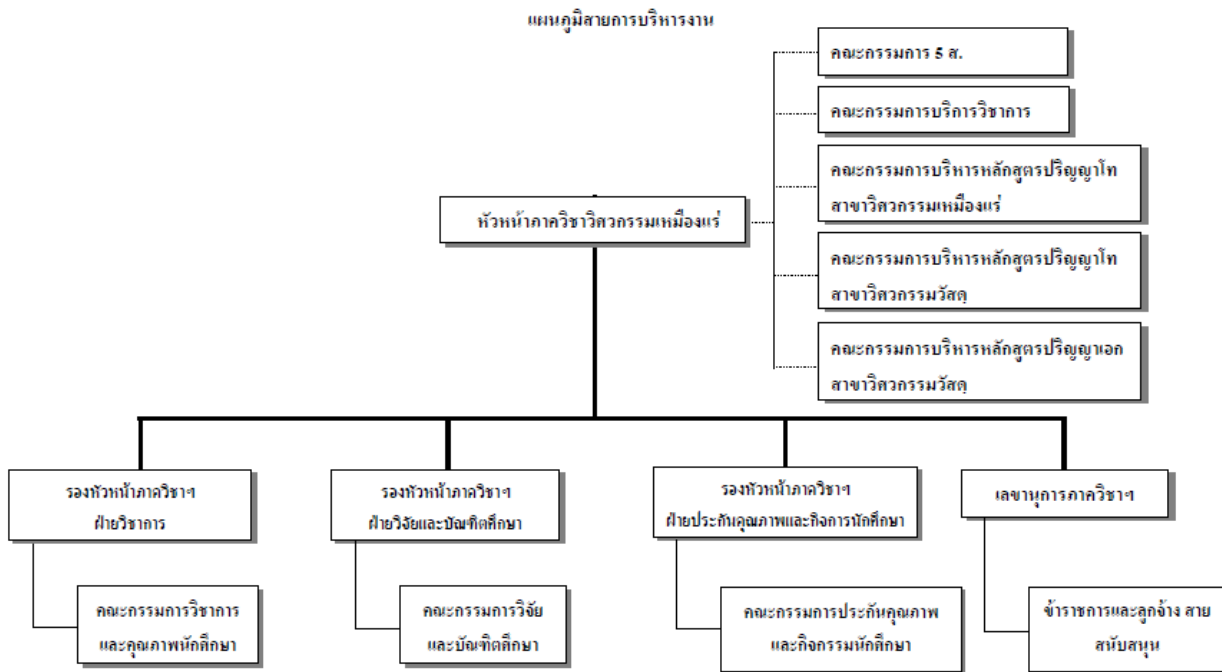 แผนภูมิสายการบริหารงาน
คณะกรรมการ 5 ส.
คณะกรรมการบริการวิชาการ
คณะกรรมการบริหารหลักสูตรปริญญาโท
สาขาวิศวกรรมเหมืองแร่
หัวหน้าภาควิชาวิศวกรรมเหมืองแร่
คณะกรรมการบริหารหลักสูตรปริญญาโท
สาขาวิศวกรรมวัสดุ
คณะกรรมการบริหารหลักสูตรปริญญาเอก
สาขาวิศวกรรมวัสดุ
รองหัวหน้าภาควิชาฯ
ฝ่ายวิชาการ
รองหัวหน้าภาควิชาฯ
ฝ่ายวิจัยและบัณฑิตศึกษา
รองหัวหน้าภาควิชาฯ
ฝ่ายประกันคุณภาพและกิจการนักศึกษา
เลขานุการภาควิชาฯ
คณะกรรมการวิชาการ
และคุณภาพนักศึกษา
คณะกรรมการวิจัย
และบัณฑิตศึกษา
คณะกรรมการประกันคุณภาพ
และกิจกรรมนักศึกษา
ข้าราชการและลูกจ้าง สาย
สนับสนุน